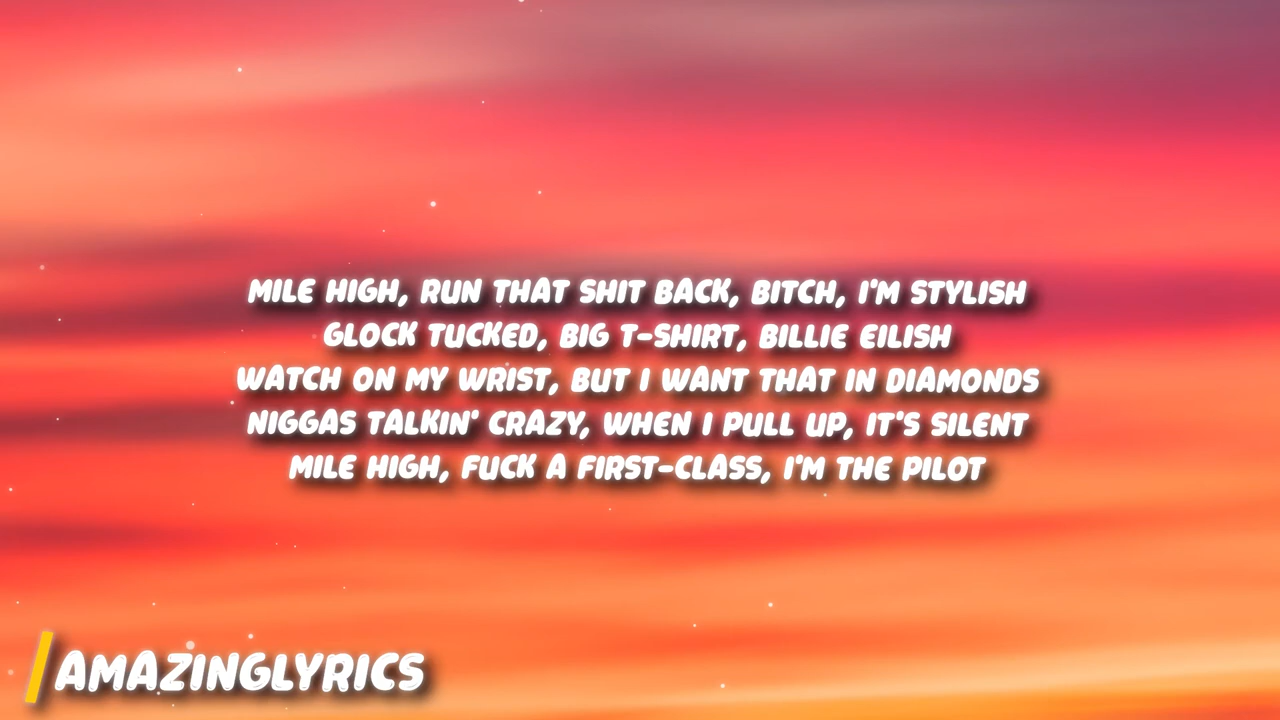 MILE HIGH, RUN THAT SHIT BACK, BITCH, I'M STYLISH
GLOCK TUCKED, BIG T-SHIRT, BILLIE EILISH
WATCH ON MY WRIST, BUT I WANT THAT IN DIAMONDS
NIGGAS TALKIN' CRAZY, WHEN I PULL UP, IT'S SILENT
MILE HIGH, FUCK A FIRST-CLASS, I'M THE PILOT
AMAZINGLYRICS